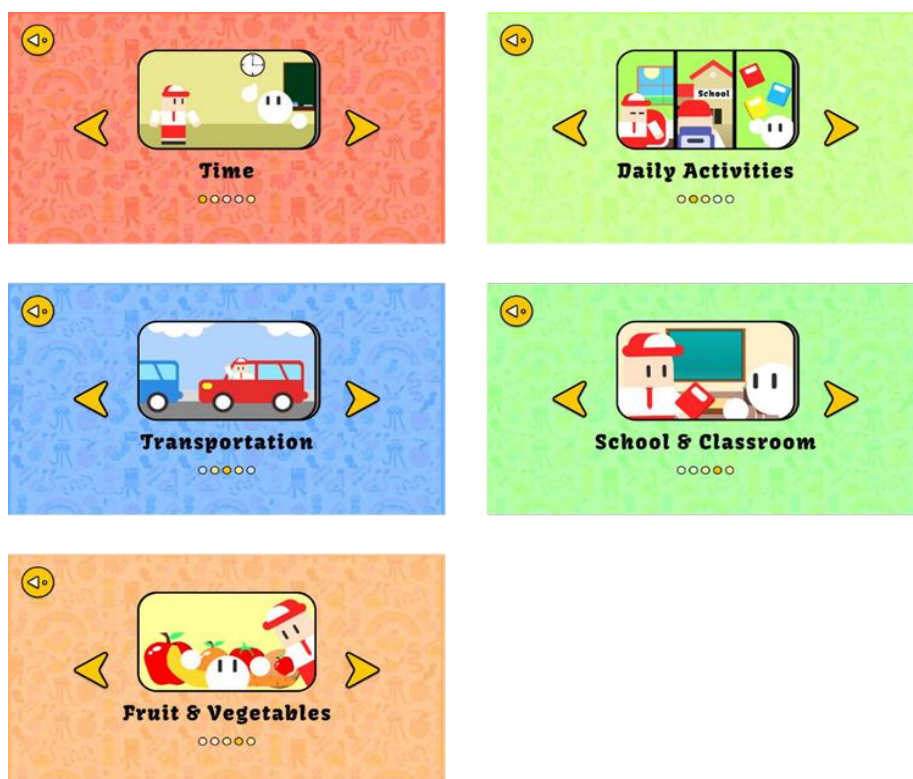 Time
School
Daily Activities
Transportation
School & Classroom
Fruit & Vegetables